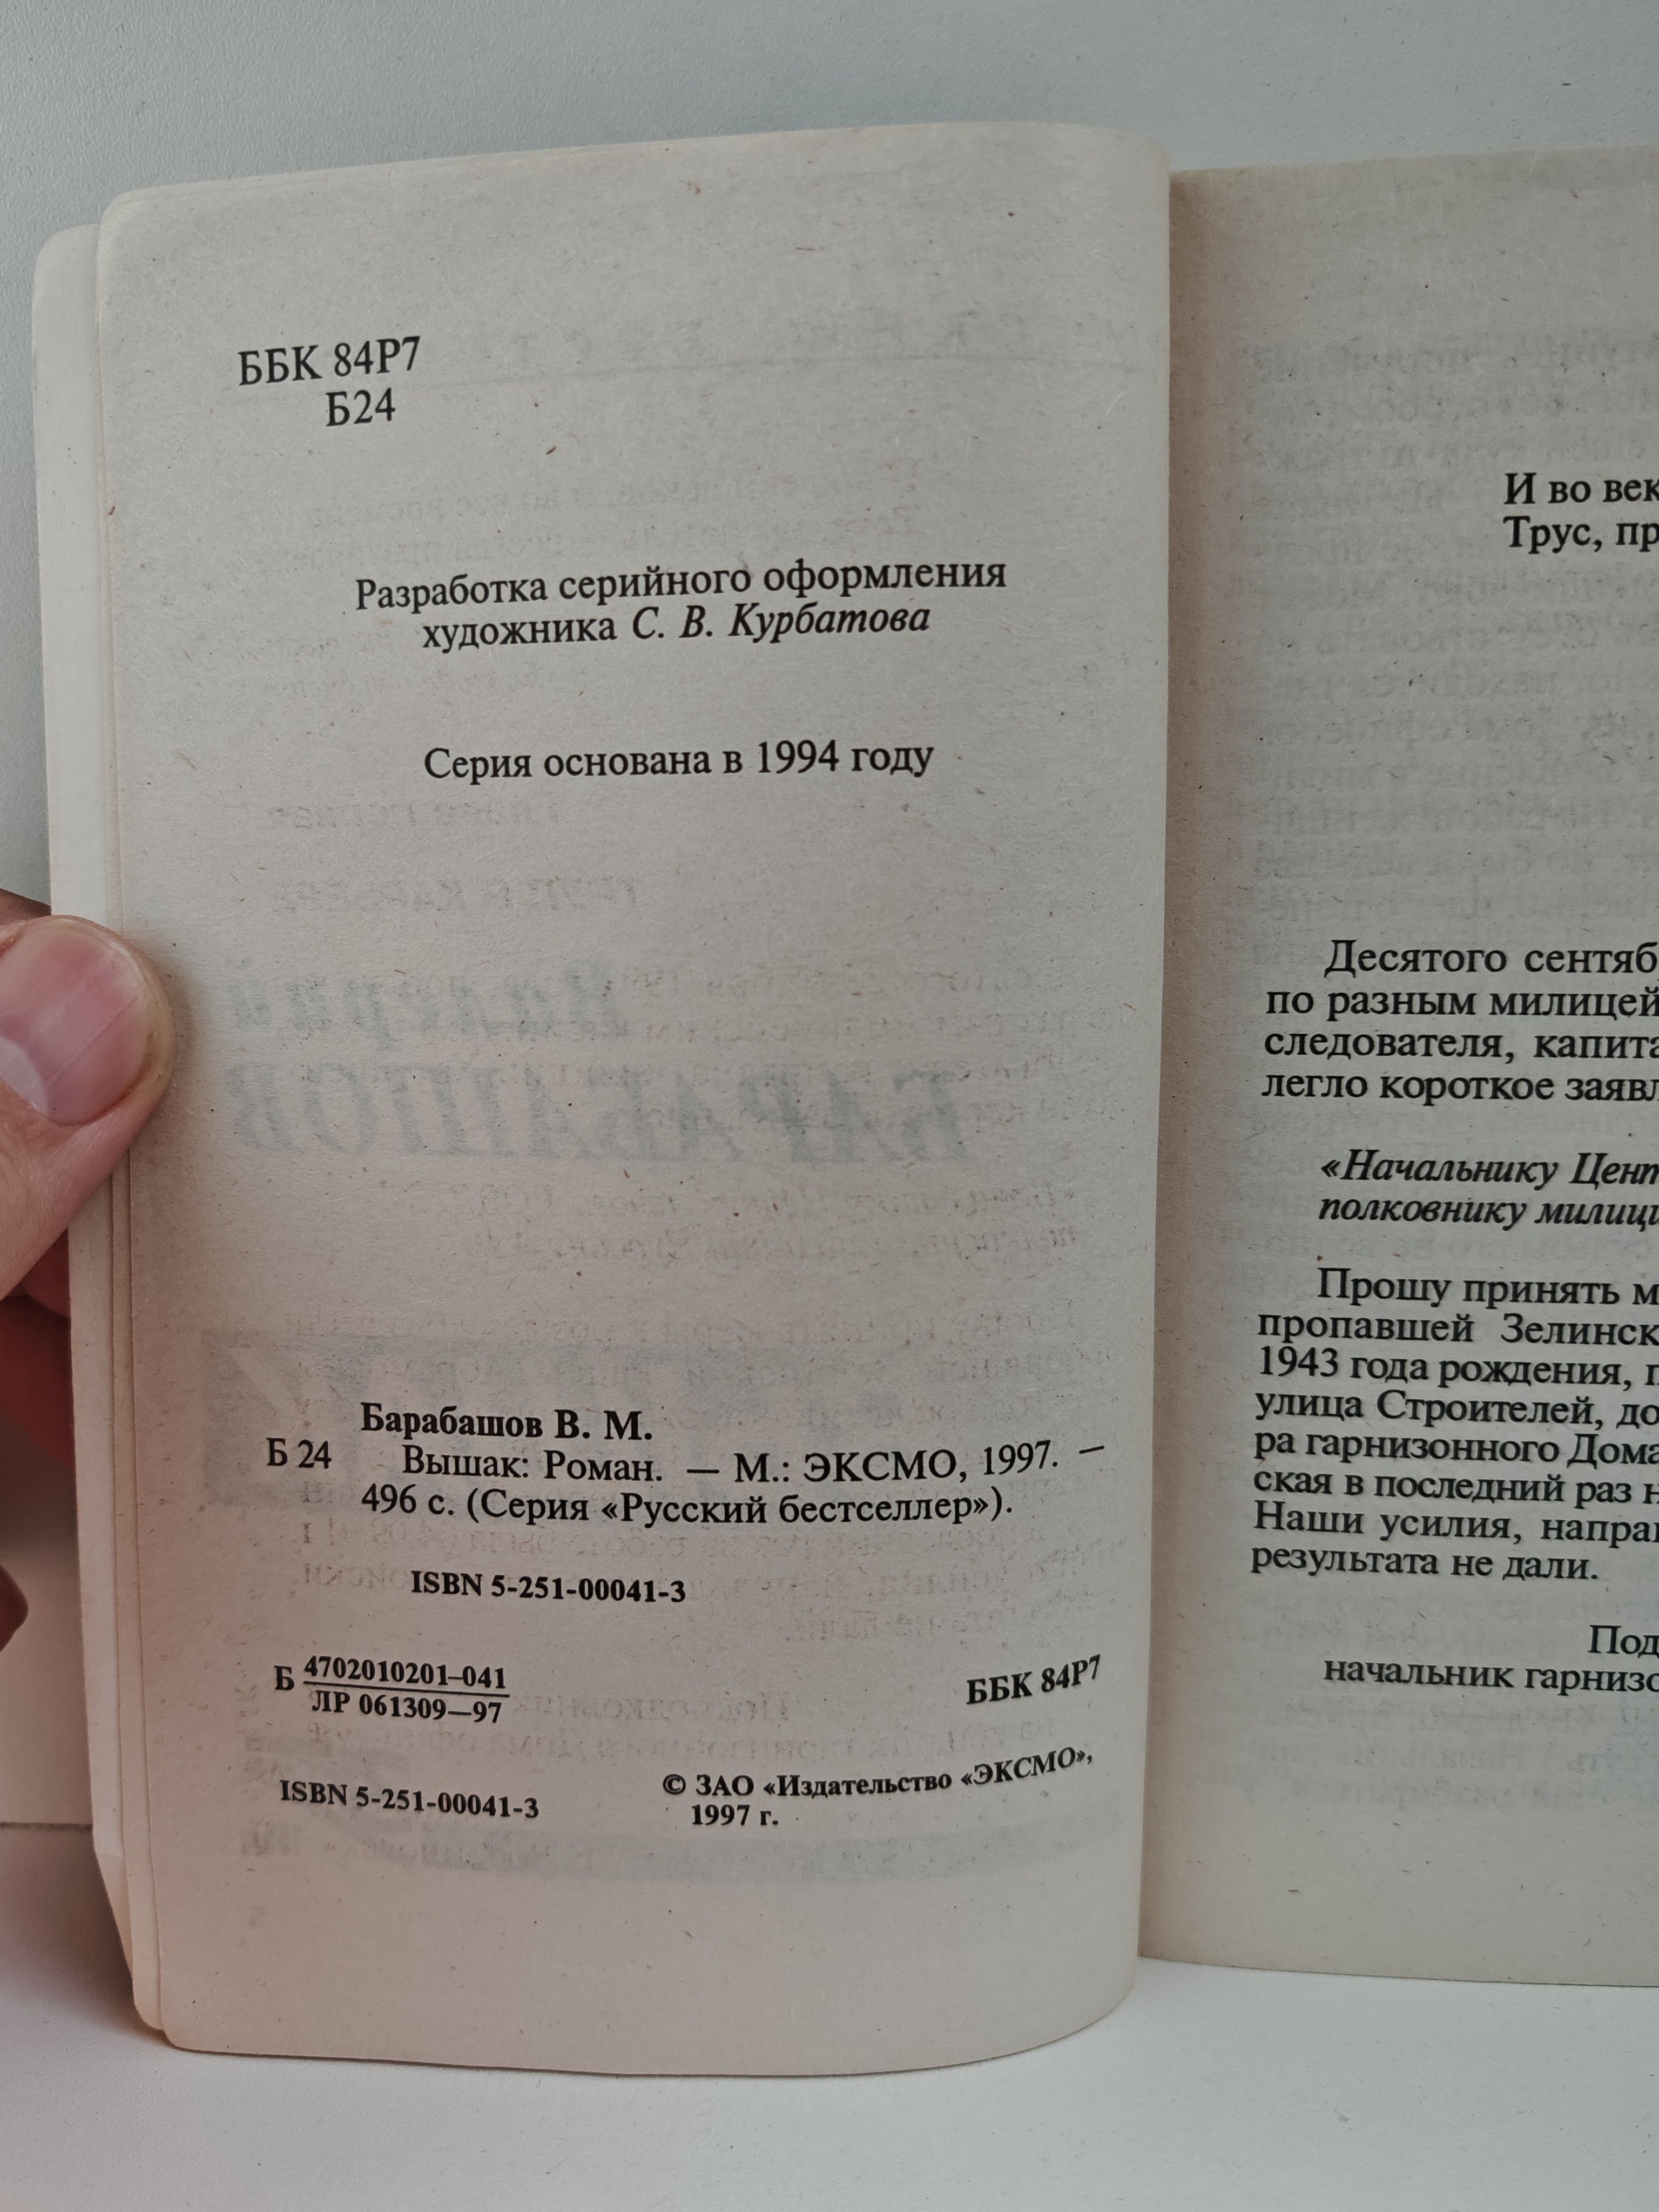 ББК 84Р7
Б24
Разработка серийного оформления
художника С. В. Курбатова
Серия основана в 1994 году
Барабашов В. М.
Б 24 Вышак: Роман. — М.: ЭКСМО, 1997. —
496 с. (Серия «Русский бестселлер»).
ISBN 5-251-00041-3
Б 4702010201–041
ЛР 061309—97
ББК 84Р7
ISBN 5-251-00041-3
© ЗАО «Издательство «ЭКСМО»,
1997 г.
И во век
Трус, пр
Десятого сентяб
по разным милицей
следователя, капита
легло короткое заявл
«Начальнику Цент
полковнику милици
Прошу принять м
пропавшей Зелинск
1943 года рождения, п
улица Строителей, до
ра гарнизонного Дома
ская в последний раз н
Наши усилия, направ
результата не дали.
Под
начальник гарнизо